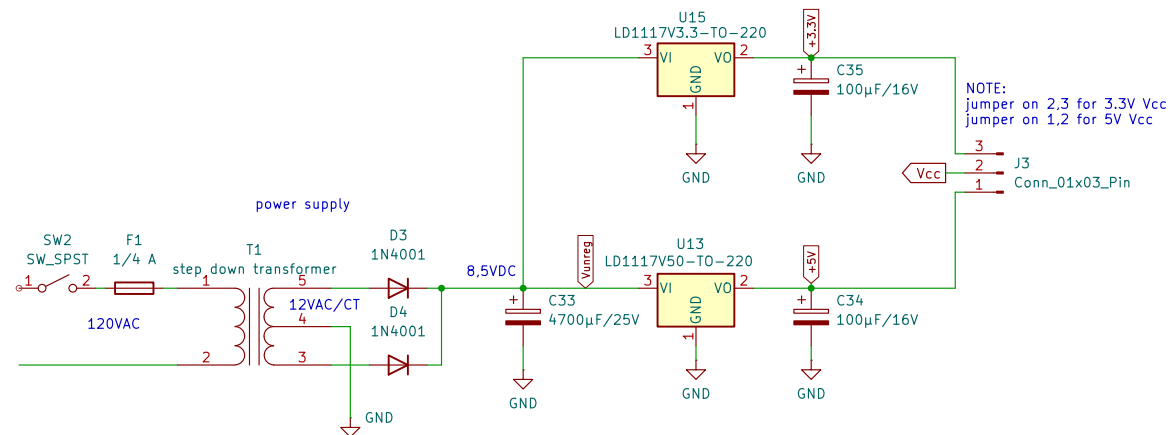 U15
LD1117V3.3-TO-220
3
VI
VO
2
GND
1
GND
+3.3V
+
C35
100µF/16V
GND
NOTE:
jumper on 2,3 for 3.3V Vcc
jumper on 1,2 for 5V Vcc
3
2
1
J3
Conn_01x03_Pin
Vcc
power supply
SW2
SW_SPST
1
2
F1
1/4 A
T1
step down transformer
1
2
5
4
3
120VAC
12VAC/CT
GND
D3
1N4001
D4
1N4001
8,5VDC
+
C33
4700µF/25V
GND
Vunreg
U13
LD1117V50-TO-220
3
VI
VO
2
GND
1
GND
+5V
+
C34
100µF/16V
GND